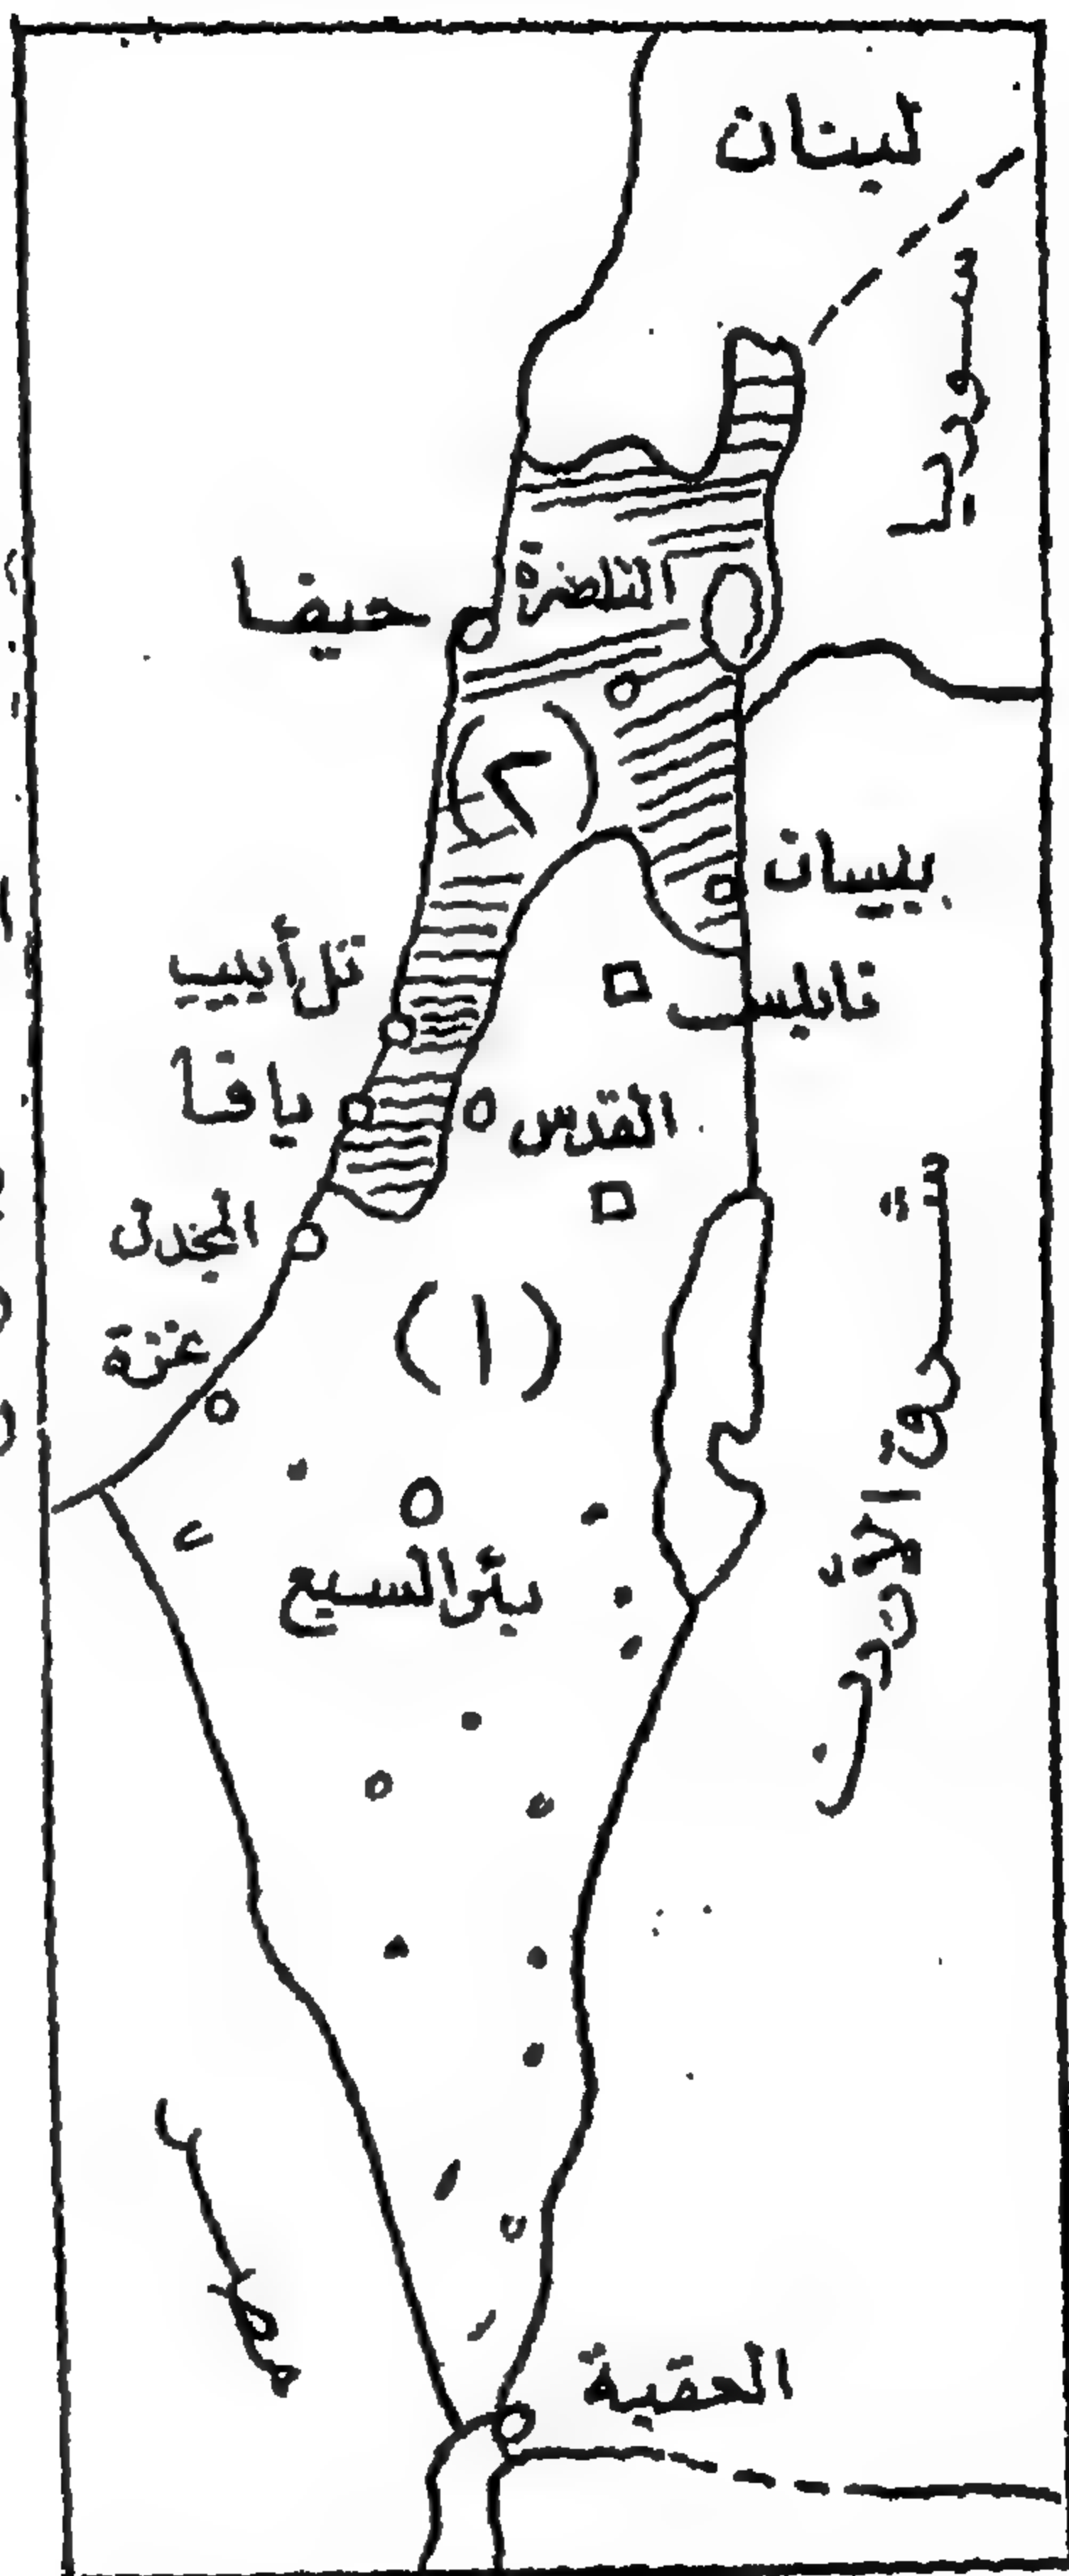 لبنان
سوريا
الناصرة
حيفا
(٢)
بيسان
تل أبيب
نابلس
يافا
القدس
المجدل
(١)
غزة
شرق الأردن
بئر السبع
مصر
العقبة